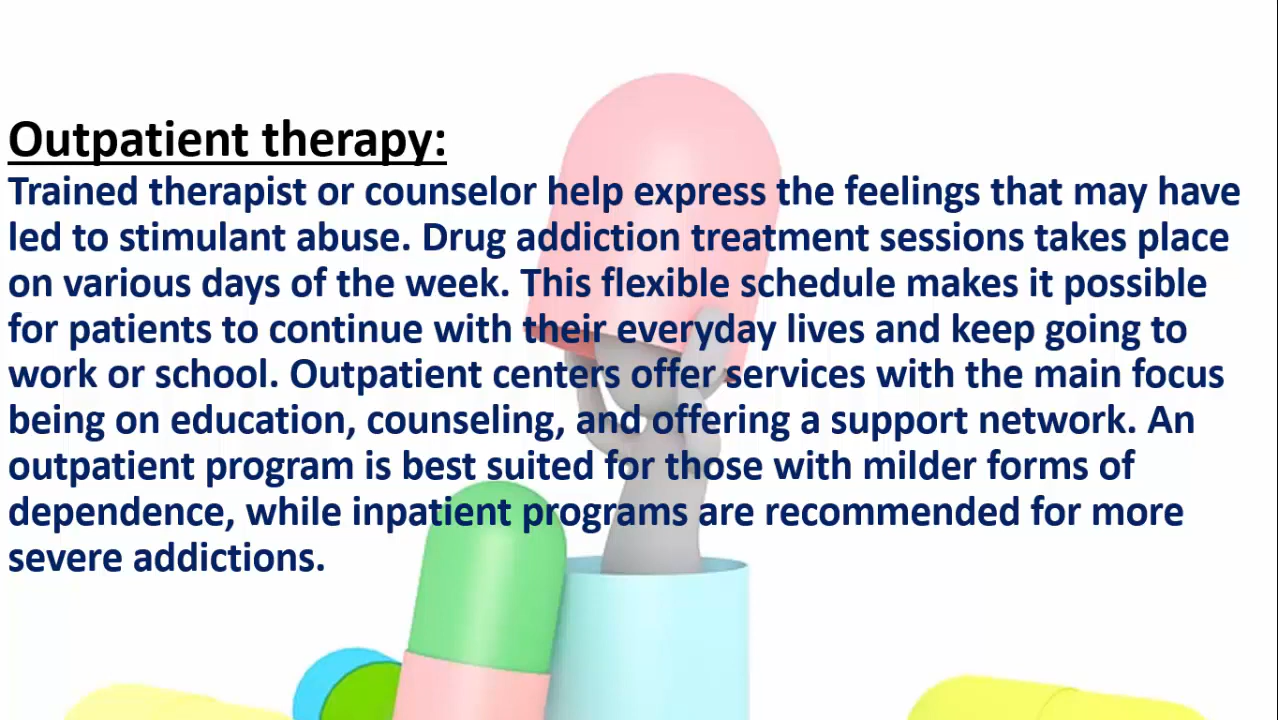 Outpatient therapy:
Trained therapist or counselor help express the feelings that may have
led to stimulant abuse. Drug addiction treatment sessions takes place
on various days of the week. This flexible schedule makes it possible
for patients to continue with their everyday lives and keep going to
work or school. Outpatient centers offer services with the main focus
being on education, counseling, and offering a support network. An
outpatient program is best suited for those with milder forms of
dependence, while inpatient programs are recommended for more
severe addictions.